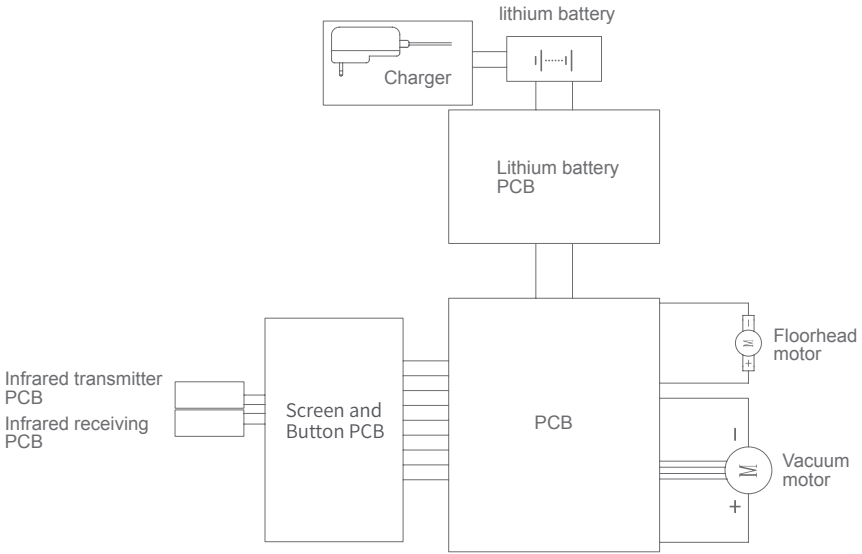 lithium battery
Charger
Lithium battery
PCB
Floorhead
motor
Infrared transmitter
PCB
Infrared receiving
PCB
Screen and
Button PCB
PCB
Vacuum
motor
M
M
−
+
−
+